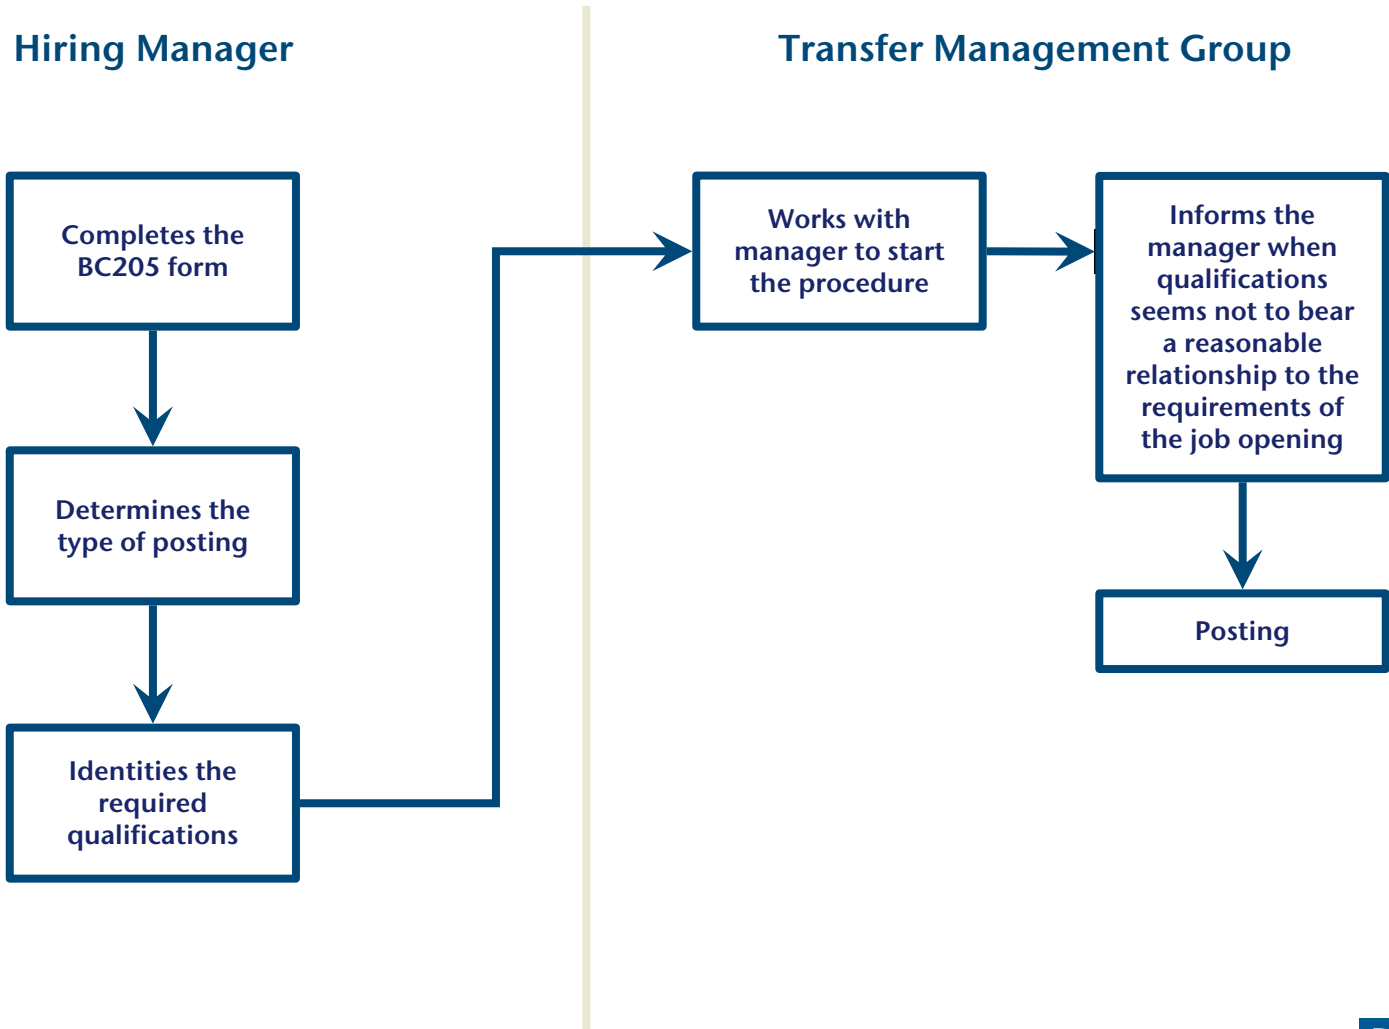 Hiring Manager
Transfer Management Group
Completes the
BC205 form
Determines the
type of posting
Identities the
required
qualifications
Works with
manager to start
the procedure
Informs the
manager when
qualifications
seems not to bear
a reasonable
relationship to the
requirements of
the job opening
Posting